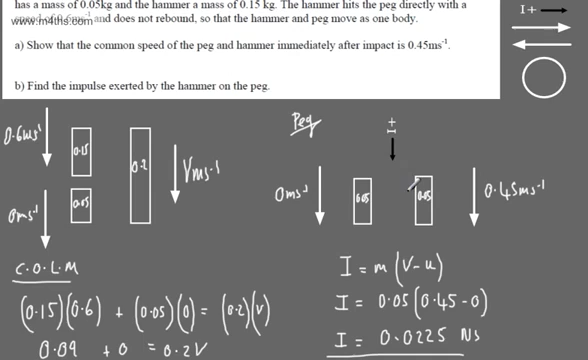 has a mass of 0.05kg and the hammer a mass of 0.15 kg. The hammer hits the peg directly with a
speed of 0.6ms⁻¹ and does not rebound, so that the hammer and peg move as one body.
www.m4ths.com
a) Show that the common speed of the peg and hammer immediately after impact is 0.45ms⁻¹.
b) Find the impulse exerted by the hammer on the peg.
I+
0.6ms⁻¹
0.15
0.2
Vms⁻¹
0ms⁻¹
0.05
Peg
+I
0ms⁻¹
0.05
0.05
0.45ms⁻¹
C.O.L.M
(0.15)(0.6) + (0.05)(0) = (0.2)(V)
0.09 + 0 = 0.2V
I = m(V-u)
I = 0.05(0.45-0)
I = 0.0225 Ns